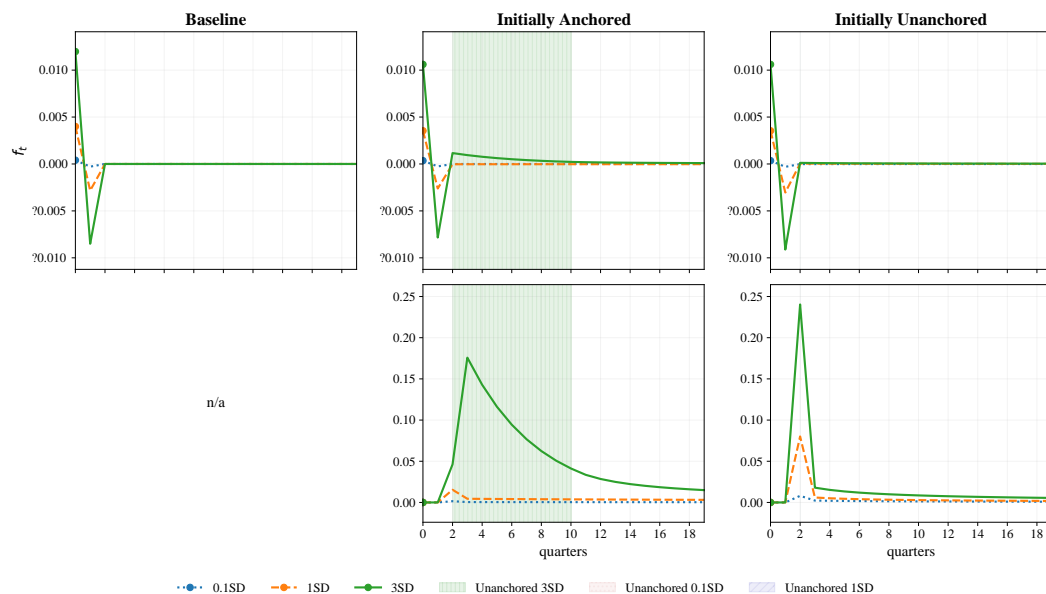 Baseline
Initially Anchored
Initially Unanchored
f_t
0.010
0.005
0.000
?0.005
?0.010
0.010
0.005
0.000
?0.005
?0.010
0.010
0.005
0.000
?0.005
?0.010
n/a
0.25
0.20
0.15
0.10
0.05
0.00
0 2 4 6 8 10 12 14 16 18
quarters
0.25
0.20
0.15
0.10
0.05
0.00
0 2 4 6 8 10 12 14 16 18
quarters
0.1SD 1SD 3SD Unanchored 3SD Unanchored 0.1SD Unanchored 1SD